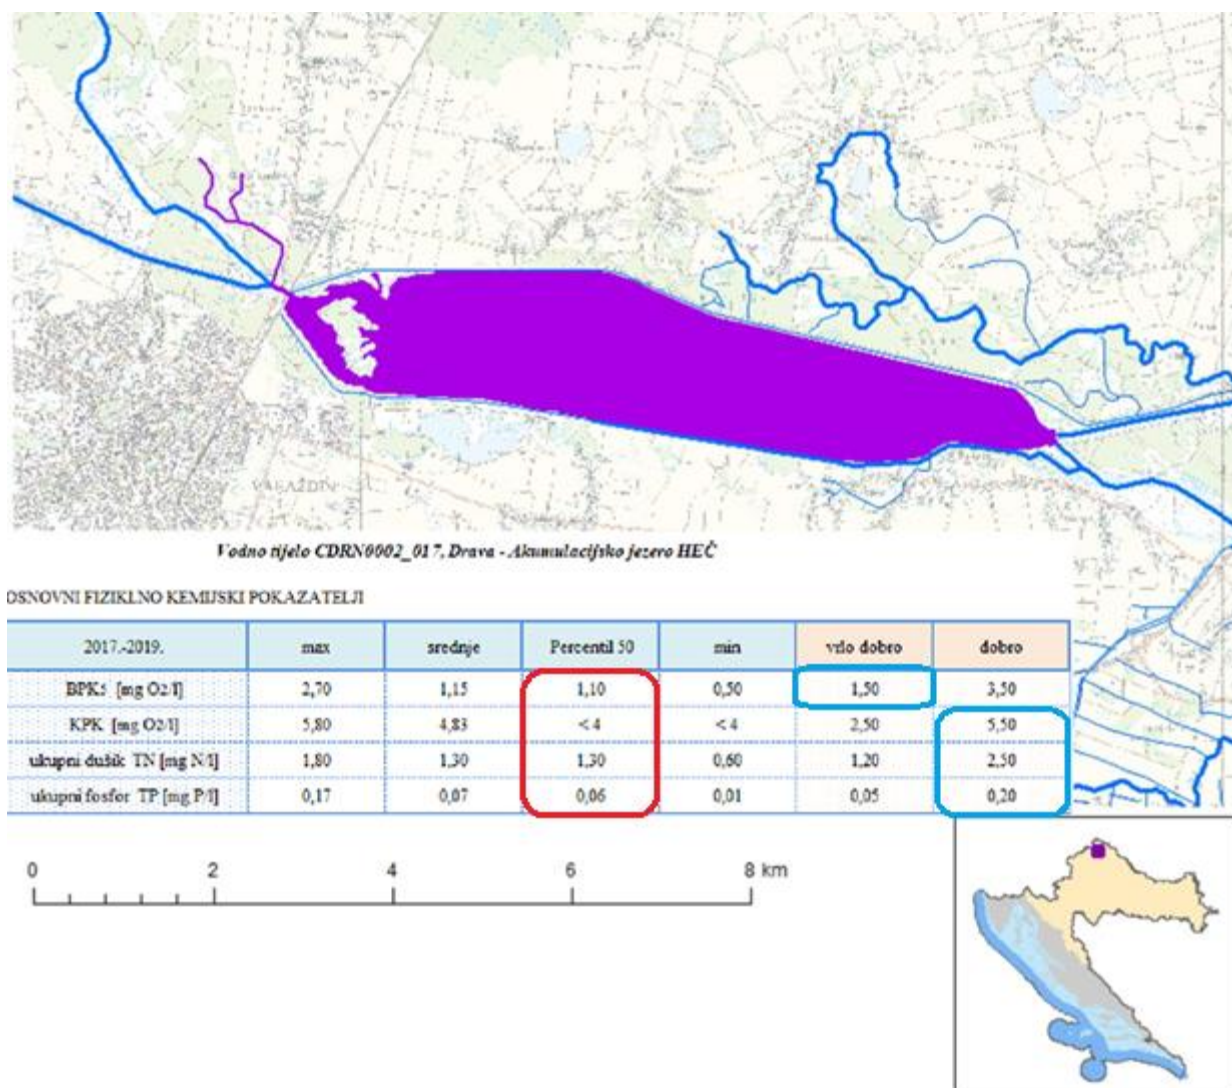 VARAŽDIN
Vodno tijelo CDRN0002_017, Drava - Akumulacijsko jezero HEČ
OSNOVNI FIZIKLNO KEMIJSKI POKAZATELJI
2017.-2019. max srednje Percentil 50 min vrlo dobro dobro
BPK5 [mg O2/l] 2,70 1,15 1,10 0,50 1,50 3,50
KPK [mg O2/l] 5,80 4,83 < 4 < 4 2,50 5,50
ukupni dušik TN [mg N/l] 1,80 1,30 1,30 0,60 1,20 2,50
ukupni fosfor TP [mg P/l] 0,17 0,07 0,06 0,01 0,05 0,20
0 2 4 6 8 km